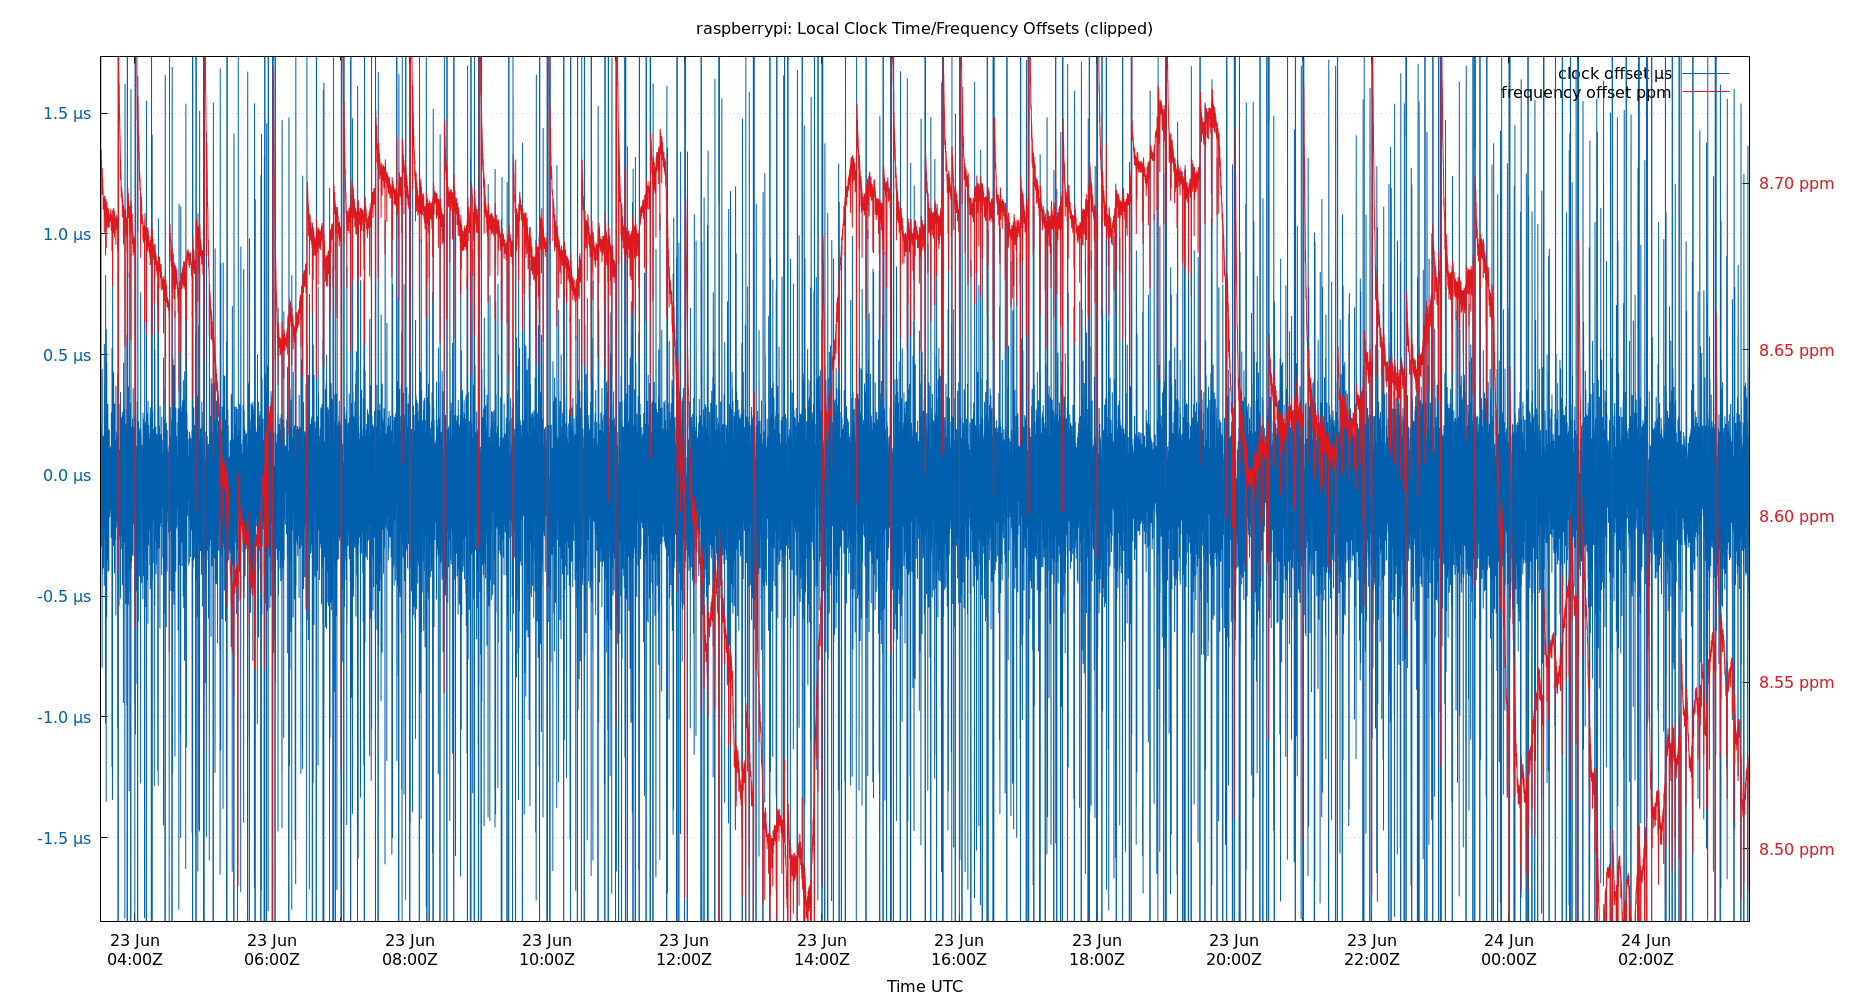 raspberrypi: Local Clock Time/Frequency Offsets (clipped)
clock offset µs
frequency offset ppm
1.5 µs
1.0 µs
0.5 µs
0.0 µs
-0.5 µs
-1.0 µs
-1.5 µs
8.70 ppm
8.65 ppm
8.60 ppm
8.55 ppm
8.50 ppm
23 Jun 23 Jun 23 Jun 23 Jun 23 Jun 23 Jun 23 Jun 23 Jun 23 Jun 23 Jun 24 Jun 24 Jun
04:00Z 06:00Z 08:00Z 10:00Z 12:00Z 14:00Z 16:00Z 18:00Z 20:00Z 22:00Z 00:00Z 02:00Z
Time UTC